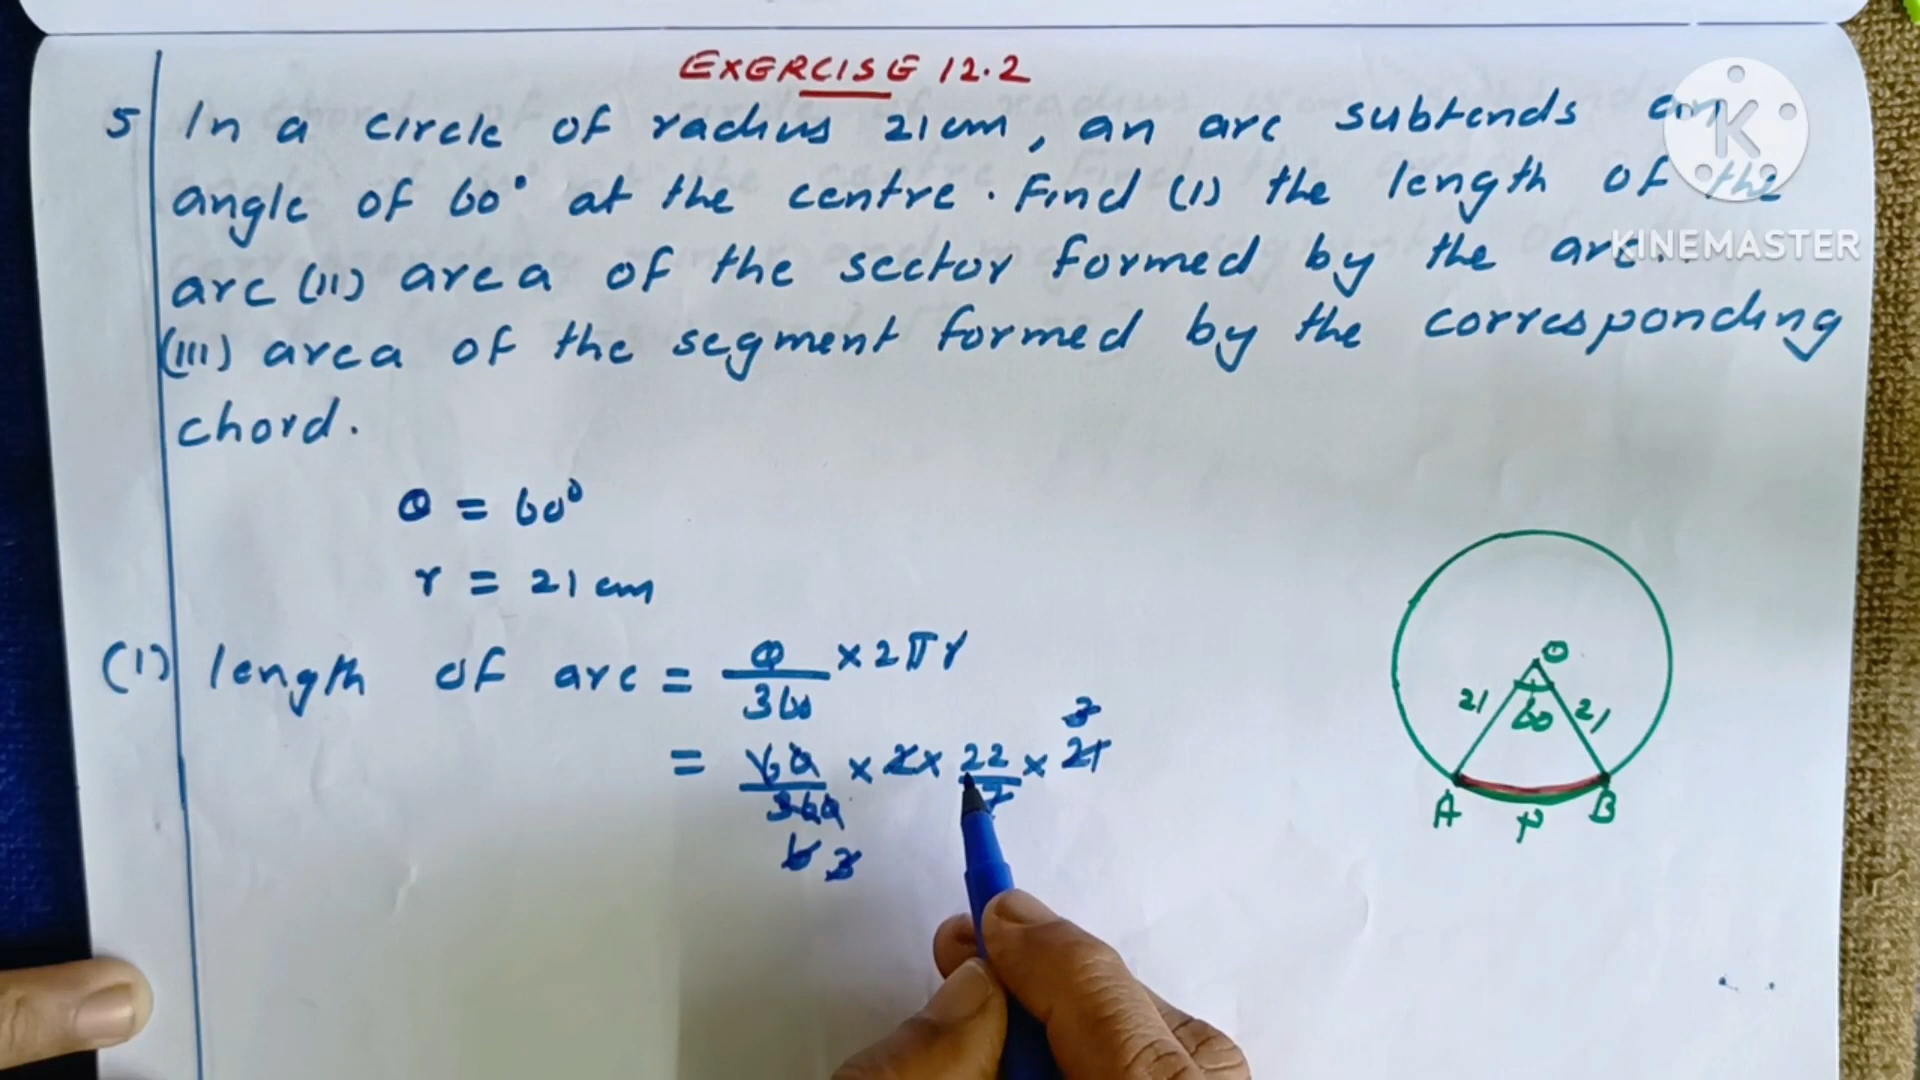 EXERCISE 12.2
5 In a circle of radius 21cm, an arc subtends an
angle of 60° at the centre. Find (I) the length of the
arc (II) area of the sector formed by the arc.
(III) area of the segment formed by the corresponding
chord.
θ = 60°
r = 21 cm
(I) length of arc = θ/360 × 2πr
= 60/360 × 2 × 22/7 × 21
3
6 3
O
21 60 21
A P B
K
KINEMASTER